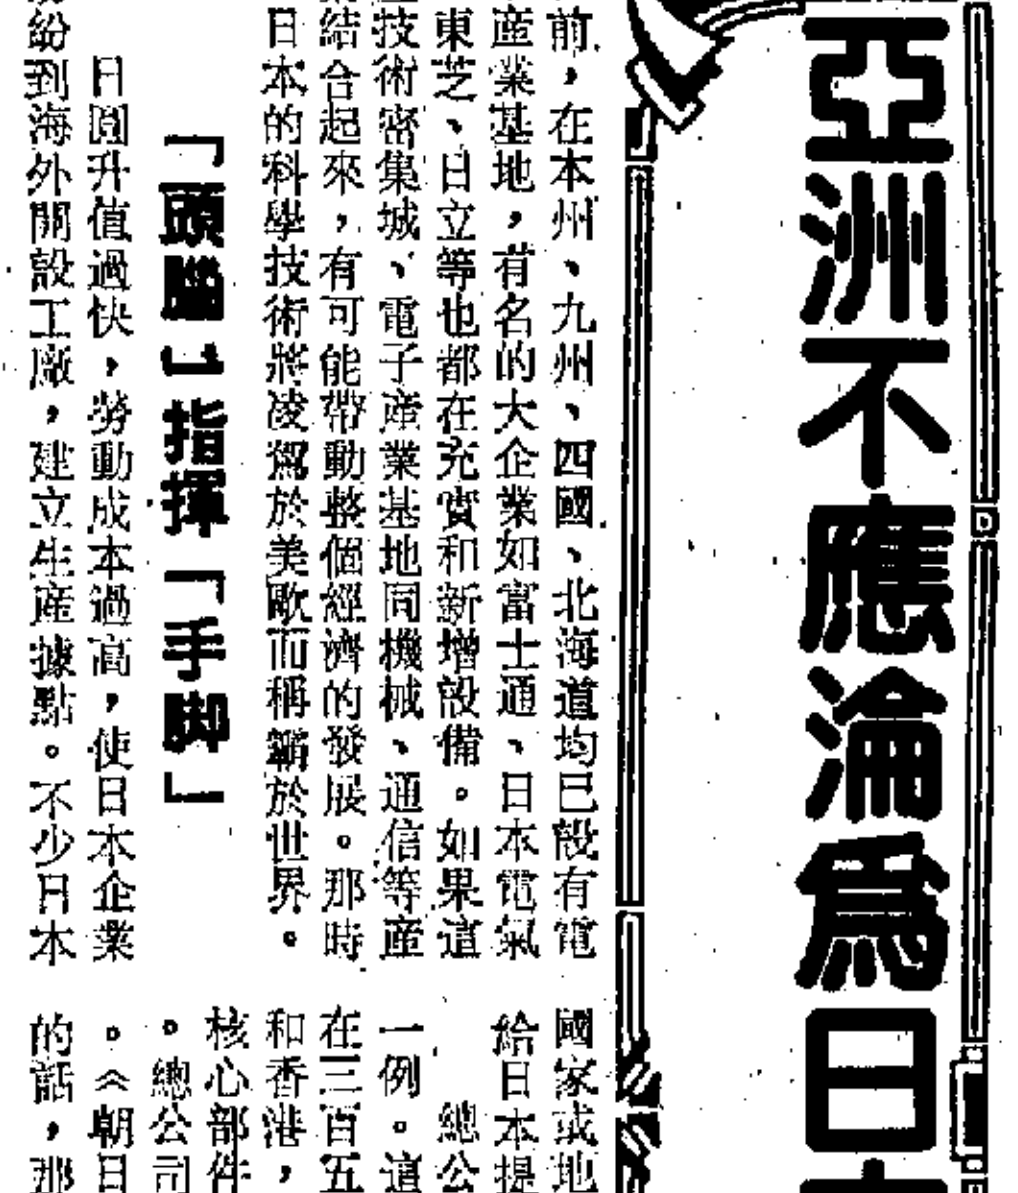 亞洲不應淪為日
前，在本州、九州、四國、北海道均已設有電
產業基地，有名的大企業如富士通、日本電氣
東芝、日立等也都在充實和新增設備。如果這
技術密集城、電子產業基地同機械、通信等產
結合起來，有可能帶動整個經濟的發展。那時
日本的科學技術將凌駕於美歐而稱霸於世界。
「頭腦」指揮「手脚」
日圓升值過快，勞動成本過高，使日本企業
紛到海外開設工廠，建立生產據點。不少日本
國家或地
給日本提
總公
一例。這
在三百五
和香港，
核心部件
。總公司
。《朝日
的話，那